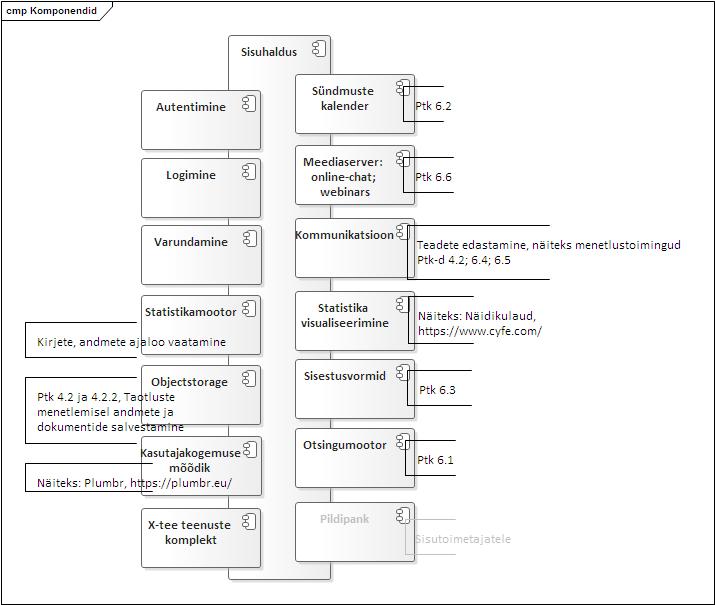 cmp Komponendid
Sisuhaldus
Autentimine
Logimine
Varundamine
Statistikamootor
Kirjete, andmete ajaloo vaatamine
Objectstorage
Ptk 4.2 ja 4.2.2, Taotluste
menetlemisel andmete ja
dokumentide salvestamine
Kasutajakogemuse
mõõdik
Näiteks: Plumbr, https://plumbr.eu/
X-tee teenuste
komplekt
Sündmuste
kalender
Ptk 6.2
Meediaserver:
online-chat;
webinars
Ptk 6.6
Kommunikatsioon
Teadete edastamine, näiteks menetlustoimingud
Ptk-d 4.2; 6.4; 6.5
Statistika
visualiseerimine
Näiteks: Näidikulaud,
https://www.cyfe.com/
Sisestusvormid
Ptk 6.3
Otsingumootor
Ptk 6.1
Pildipank
Sisutoimetajatele